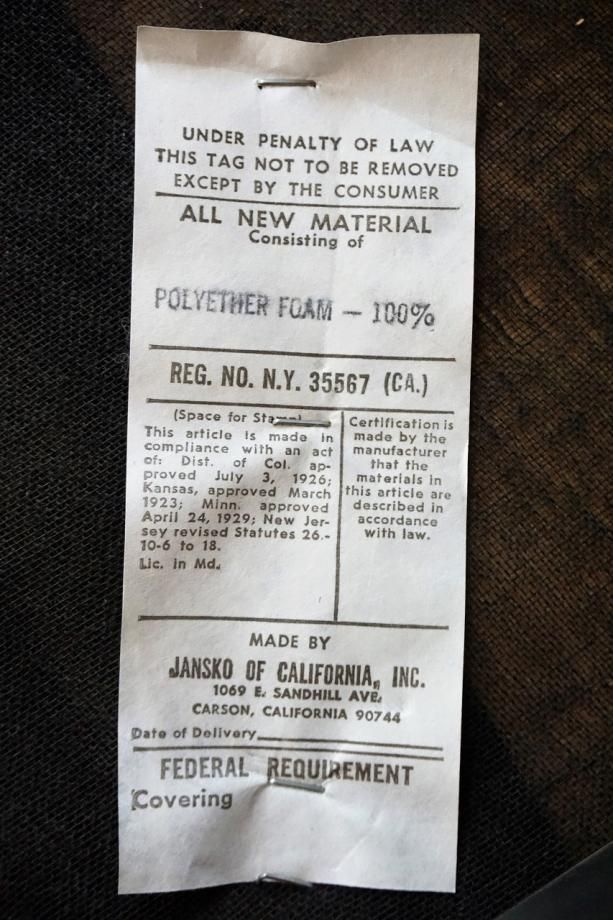 UNDER PENALTY OF LAW
THIS TAG NOT TO BE REMOVED
EXCEPT BY THE CONSUMER
ALL NEW MATERIAL
Consisting of
POLYETHER FOAM — 100%
REG. NO. N.Y. 35567 (CA.)
(Space for Stamp)
This article is made in
compliance with an act
of: Dist. of Col. ap-
proved July 3, 1926;
Kansas, approved March
1923; Minn. approved
April 24, 1929; New Jer-
sey revised Statutes 26.-
10-6 to 18.
Lic. in Md.
Certification is
made by the
manufacturer
that the
materials in
this article are
described in
accordance
with law.
MADE BY
JANSKO OF CALIFORNIA, INC.
1069 E. SANDHILL AVE.
CARSON, CALIFORNIA 90744
Date of Delivery
FEDERAL REQUIREMENT
Covering